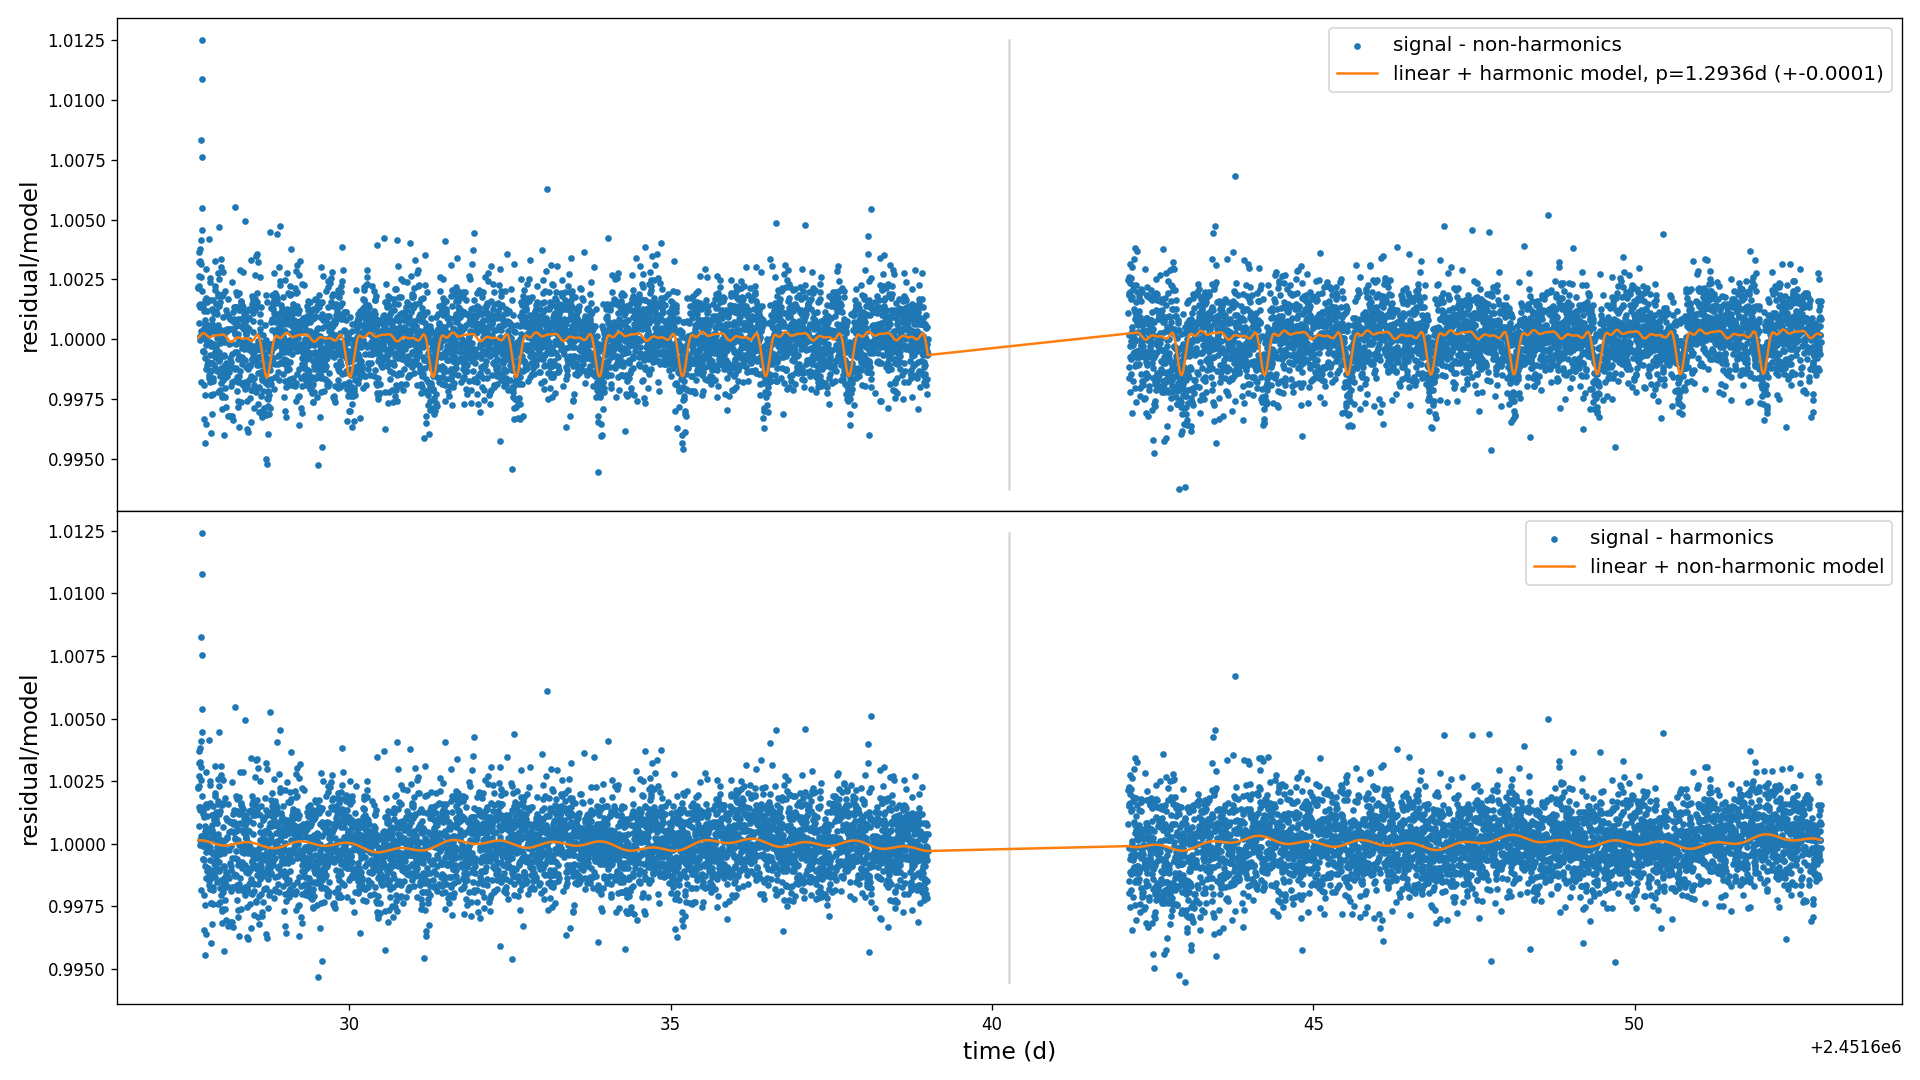 residual/model
1.0125
1.0100
1.0075
1.0050
1.0025
1.0000
0.9975
0.9950
signal - non-harmonics
linear + harmonic model, p=1.2936d (+-0.0001)
residual/model
1.0125
1.0100
1.0075
1.0050
1.0025
1.0000
0.9975
0.9950
signal - harmonics
linear + non-harmonic model
30 35 40 45 50
time (d)
+2.4516e6